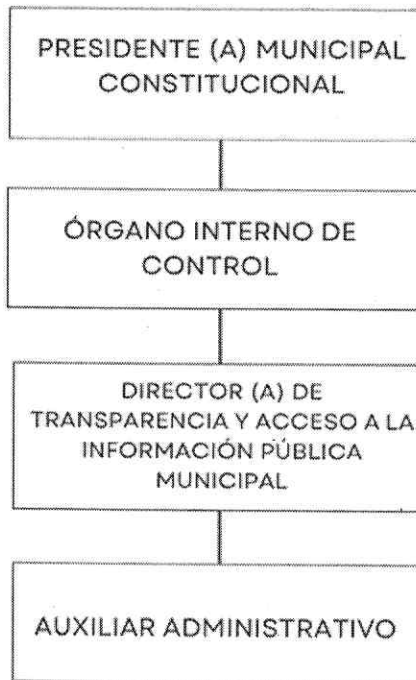 PRESIDENTE (A) MUNICIPAL
CONSTITUCIONAL
ÓRGANO INTERNO DE
CONTROL
DIRECTOR (A) DE
TRANSPARENCIA Y ACCESO A LA
INFORMACIÓN PÚBLICA
MUNICIPAL
AUXILIAR ADMINISTRATIVO